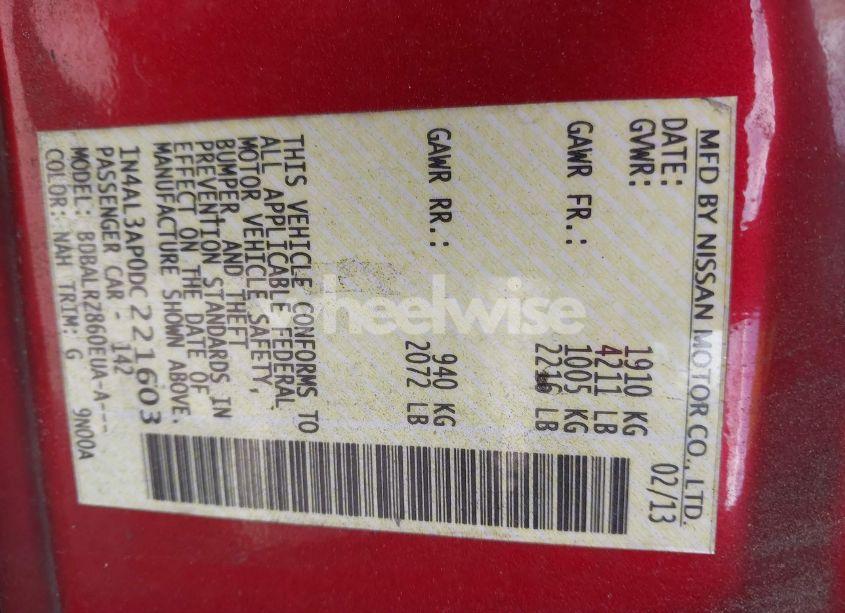 MFD BY NISSAN MOTOR CO., LTD.
DATE: 02/13
GVWR: 1910 KG
4211 LB
GAWR FR.: 1005 KG
2216 LB
GAWR RR.: 940 KG
2072 LB
THIS VEHICLE CONFORMS TO
ALL APPLICABLE FEDERAL
MOTOR VEHICLE SAFETY,
BUMPER, AND THEFT
PREVENTION STANDARDS IN
EFFECT ON THE DATE OF
MANUFACTURE SHOWN ABOVE.
1N4AL3AP0DC221603
PASSENGER CAR - 142
MODEL: BDBALRZ860EUA-A---
COLOR: NAH TRIM: G 9N00A
wheelwise